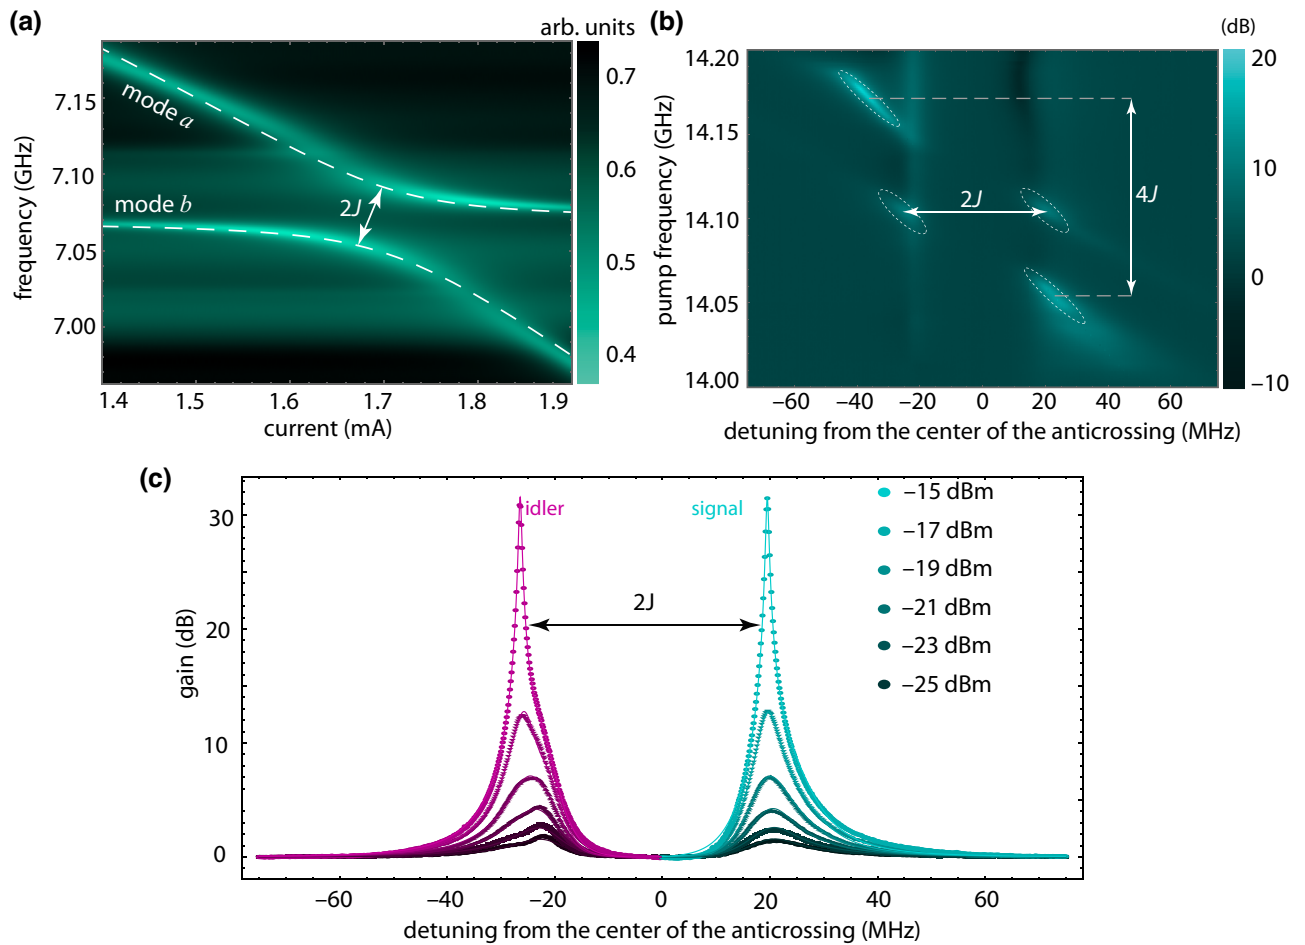 (a)
arb. units
mode a
mode b
2J
7.15
7.10
7.05
7.00
frequency (GHz)
1.4
1.5
1.6
1.7
1.8
1.9
current (mA)
0.7
0.6
0.5
0.4
(b)
(dB)
14.20
14.15
14.10
14.05
14.00
pump frequency (GHz)
2J
4J
−60
−40
−20
0
20
40
60
detuning from the center of the anticrossing (MHz)
20
10
0
−10
(c)
idler
signal
2J
−15 dBm
−17 dBm
−19 dBm
−21 dBm
−23 dBm
−25 dBm
30
20
10
0
gain (dB)
−60
−40
−20
0
20
40
60
detuning from the center of the anticrossing (MHz)